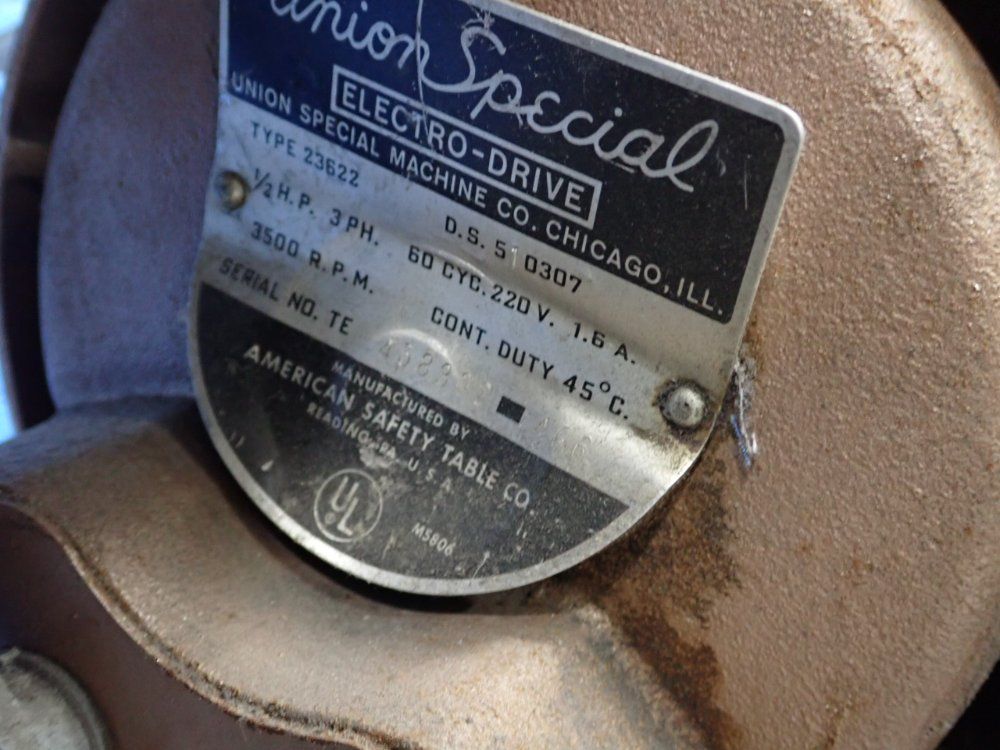 Union Special
ELECTRO-DRIVE
UNION SPECIAL MACHINE CO. CHICAGO, ILL.
TYPE 23622 D.S. 510307
1/2 H.P. 3 PH. 60 CYC. 220 V. 1.6 A.
3500 R.P.M. CONT. DUTY 45° C.
SERIAL NO. TE
MANUFACTURED BY
AMERICAN SAFETY TABLE CO.
READING, PA. U.S.A.
UL
M5806